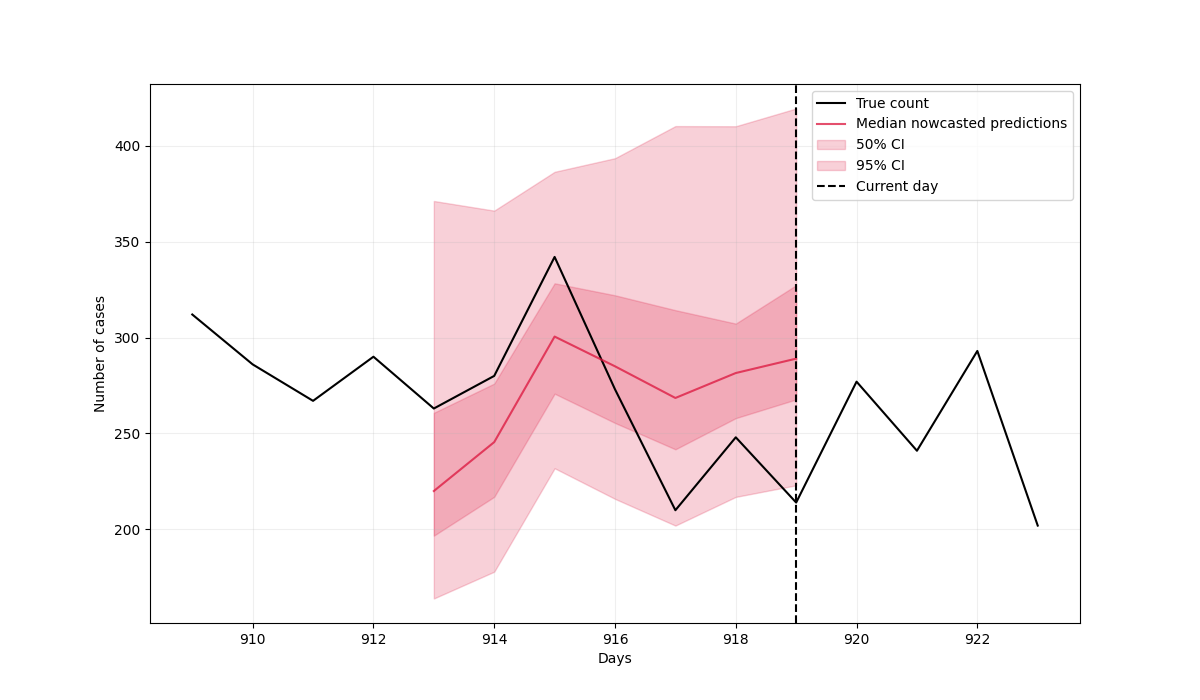 True count
Median nowcasted predictions
50% CI
95% CI
Current day
400
350
300
250
200
Number of cases
910 912 914 916 918 920 922
Days